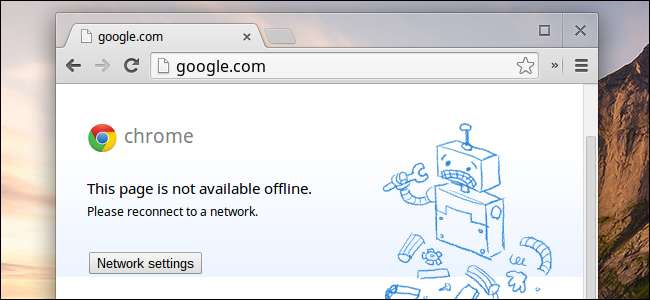 google.com
google.com
chrome
This page is not available offline.
Please reconnect to a network.
Network settings